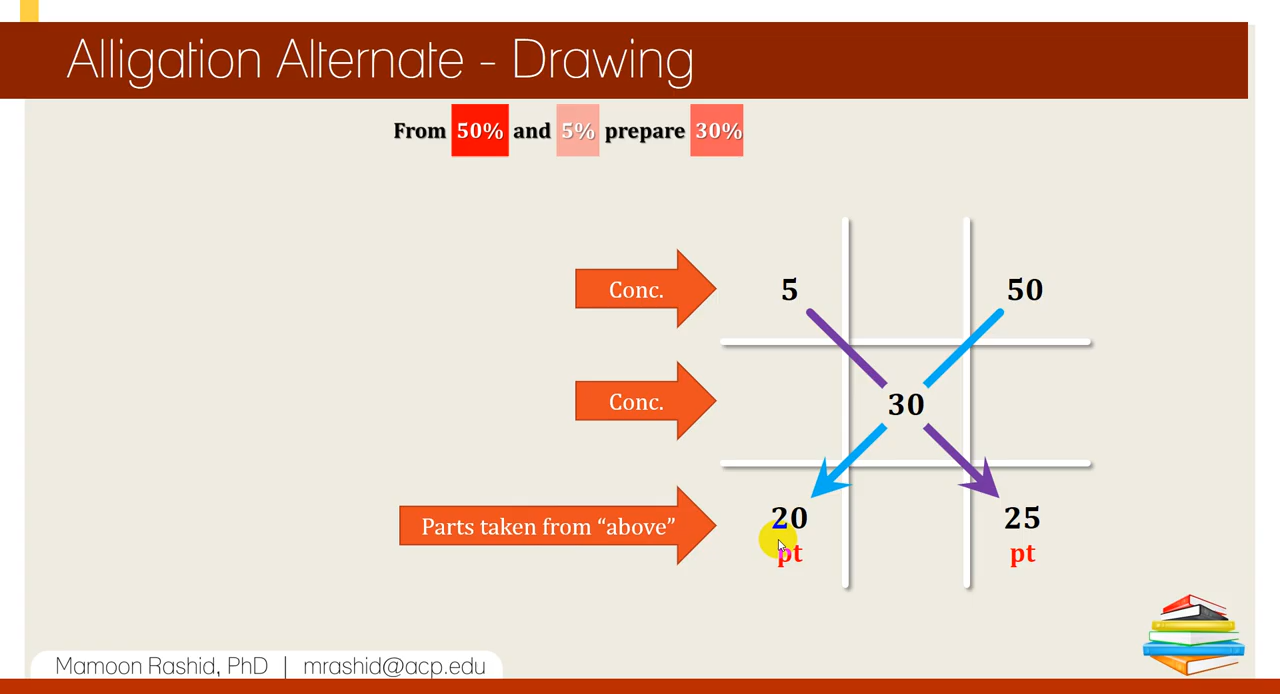 Alligation Alternate - Drawing
From 50% and 5% prepare 30%
Conc. 5 50
Conc. 30
Parts taken from “above” 20 25
pt pt
Mamoon Rashid, PhD | mrashid@acp.edu